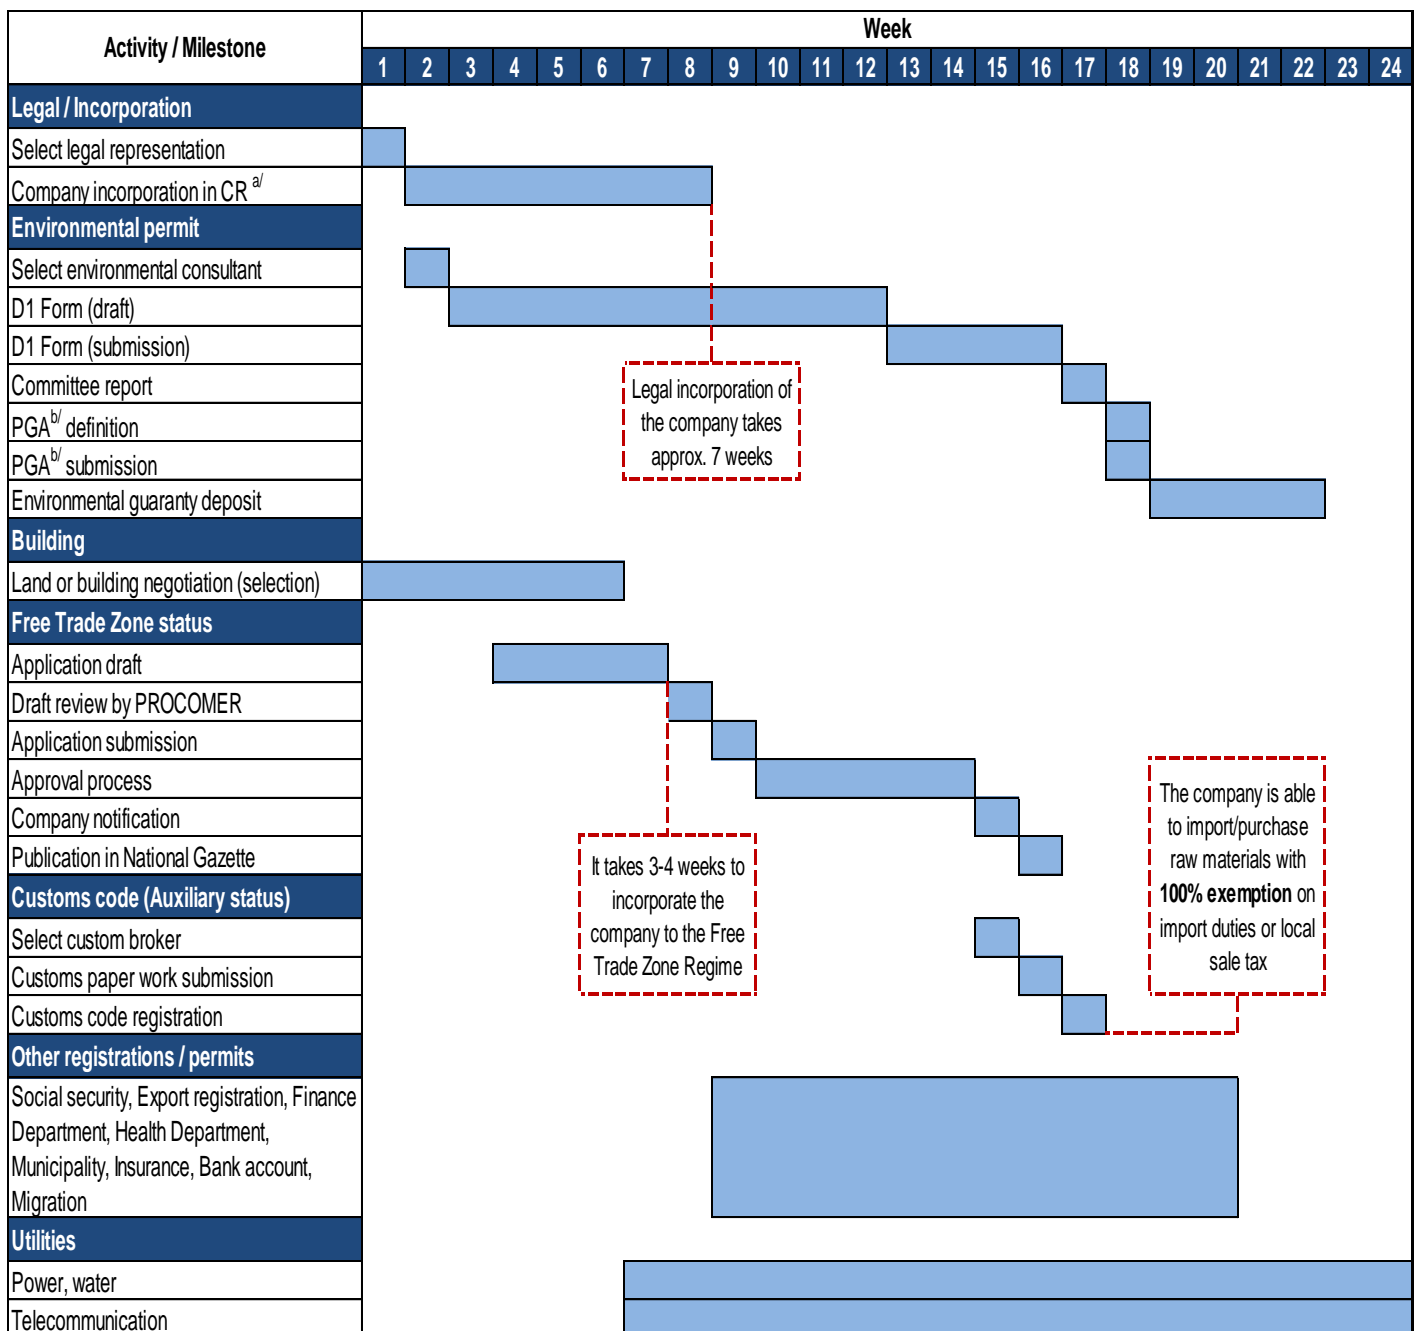 Activity / Milestone
Week
1 2 3 4 5 6 7 8 9 10 11 12 13 14 15 16 17 18 19 20 21 22 23 24
Legal / Incorporation
Select legal representation
Company incorporation in CR a/
Environmental permit
Select environmental consultant
D1 Form (draft)
D1 Form (submission)
Committee report
PGA b/ definition
PGA b/ submission
Environmental guaranty deposit
Legal incorporation of
the company takes
approx. 7 weeks
Building
Land or building negotiation (selection)
Free Trade Zone status
Application draft
Draft review by PROCOMER
Application submission
Approval process
Company notification
Publication in National Gazette
It takes 3-4 weeks to
incorporate the
company to the Free
Trade Zone Regime
The company is able
to import/purchase
raw materials with
100% exemption on
import duties or local
sale tax
Customs code (Auxiliary status)
Select custom broker
Customs paper work submission
Customs code registration
Other registrations / permits
Social security, Export registration, Finance
Department, Health Department,
Municipality, Insurance, Bank account,
Migration
Utilities
Power, water
Telecommunication